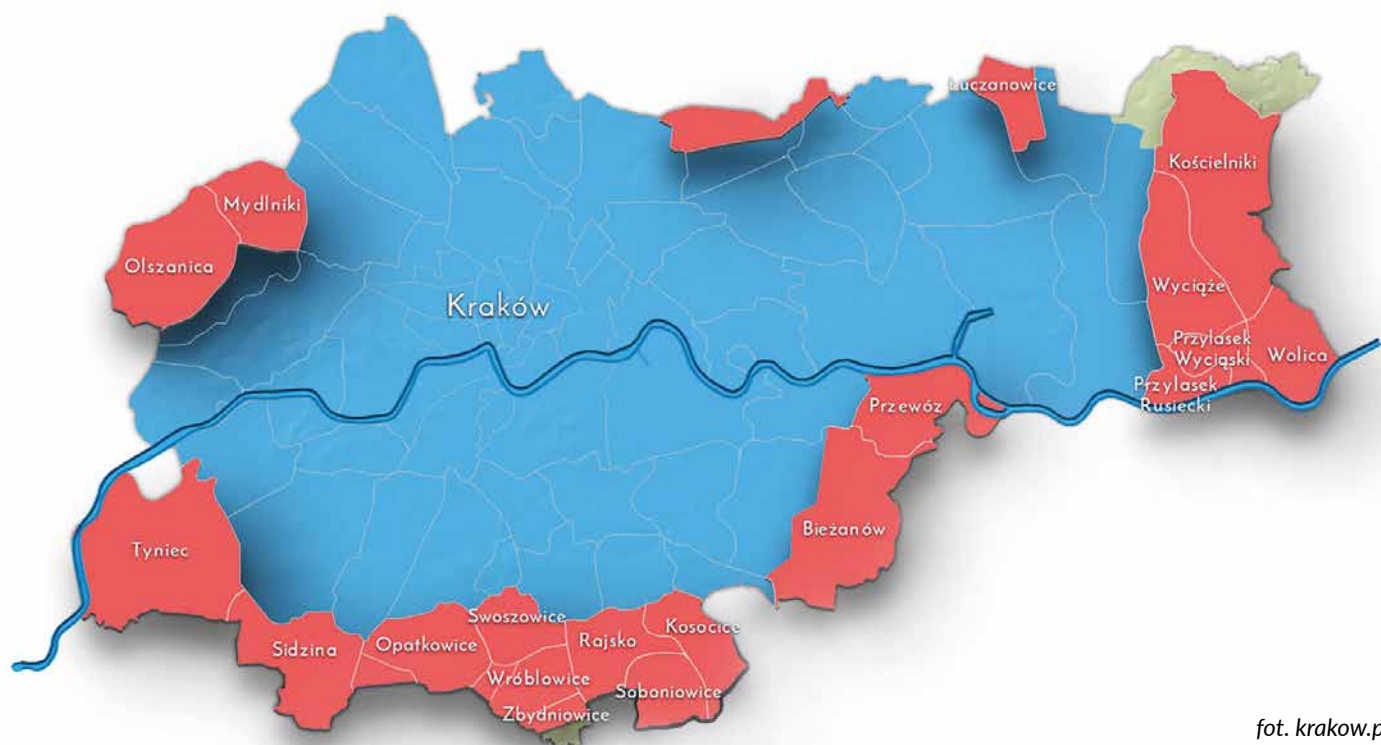 Łuczanowice
Kościelniki
Mydlniki
Olszanica
Wyciąże
Kraków
Przylasek
Wyciąski
Wolica
Przylasek
Rusiecki
Przewóz
Bieżanów
Tyniec
Swoszowice
Kosocice
Sidzina
Opatkowice
Rajsko
Wróblowice
Soboniowice
Zbydniowice
fot. krakow.p